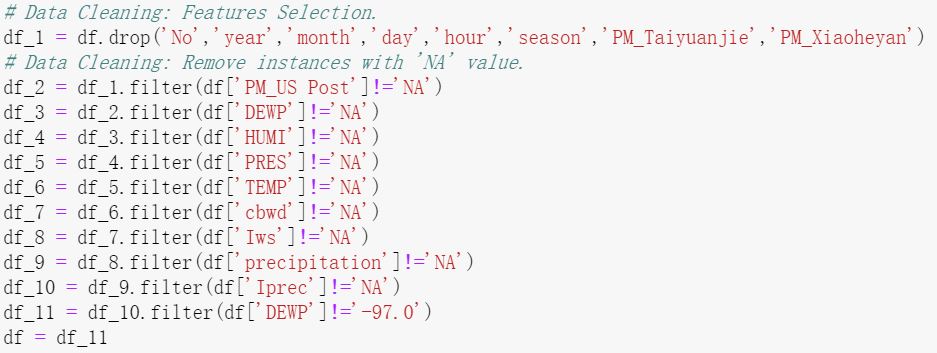 # Data Cleaning: Features Selection.
df_1 = df.drop('No','year','month','day','hour','season','PM_Taiyuanjie','PM_Xiaoheyan')
# Data Cleaning: Remove instances with 'NA' value.
df_2 = df_1.filter(df['PM_US Post']!='NA')
df_3 = df_2.filter(df['DEWP']!='NA')
df_4 = df_3.filter(df['HUMI']!='NA')
df_5 = df_4.filter(df['PRES']!='NA')
df_6 = df_5.filter(df['TEMP']!='NA')
df_7 = df_6.filter(df['cbwd']!='NA')
df_8 = df_7.filter(df['Iws']!='NA')
df_9 = df_8.filter(df['precipitation']!='NA')
df_10 = df_9.filter(df['Iprec']!='NA')
df_11 = df_10.filter(df['DEWP']!='-97.0')
df = df_11